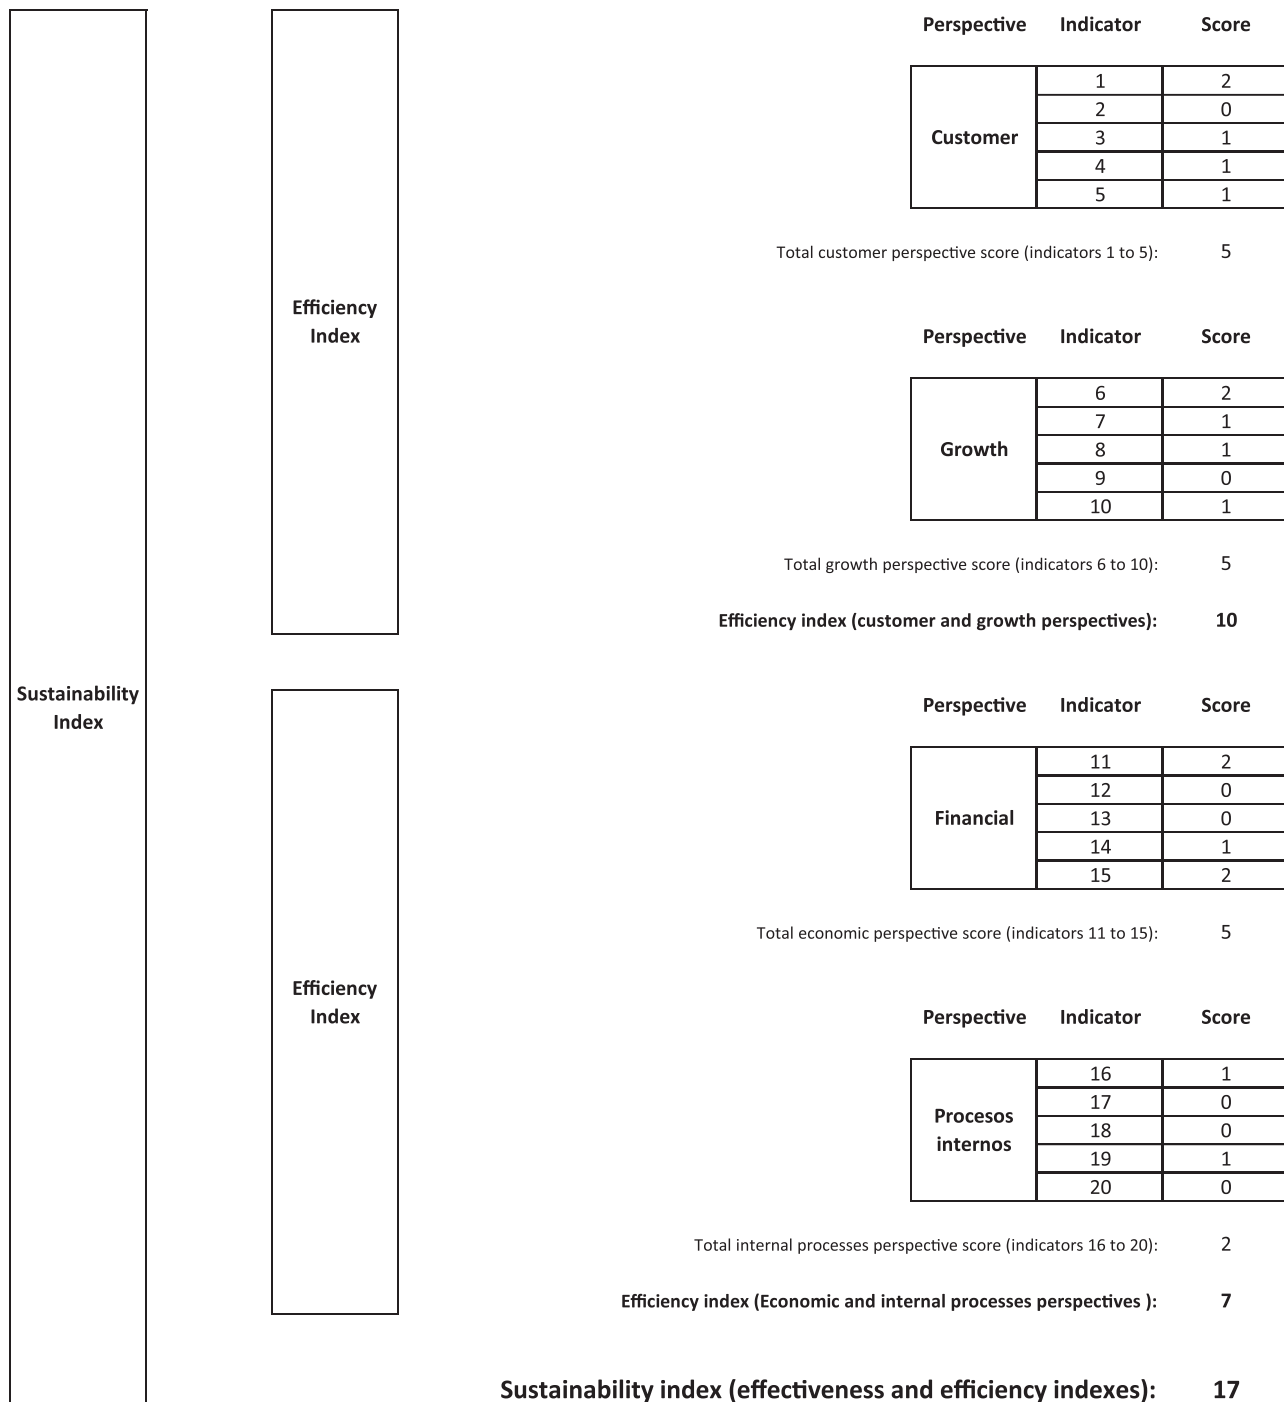 Perspective Indicator Score
Customer
1 2
2 0
3 1
4 1
5 1
Total customer perspective score (indicators 1 to 5): 5
Efficiency
Index
Perspective Indicator Score
Growth
6 2
7 1
8 1
9 0
10 1
Total growth perspective score (indicators 6 to 10): 5
Efficiency index (customer and growth perspectives): 10
Sustainability
Index
Perspective Indicator Score
Financial
11 2
12 0
13 0
14 1
15 2
Total economic perspective score (indicators 11 to 15): 5
Efficiency
Index
Perspective Indicator Score
Procesos
internos
16 1
17 0
18 0
19 1
20 0
Total internal processes perspective score (indicators 16 to 20): 2
Efficiency index (Economic and internal processes perspectives ): 7
Sustainability index (effectiveness and efficiency indexes): 17